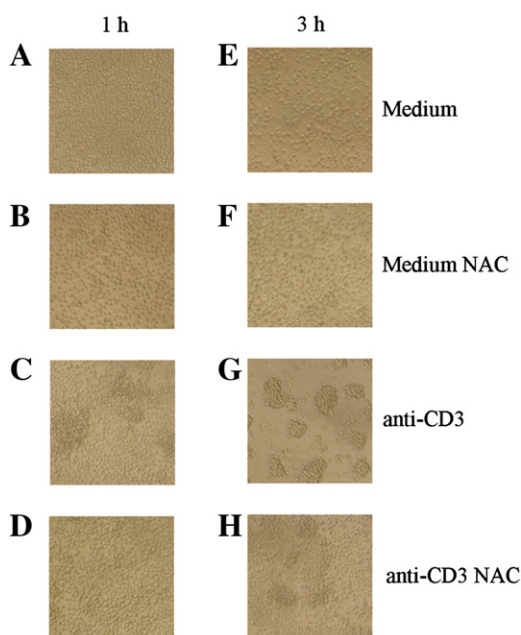 1 h 3 h
A E Medium
B F Medium NAC
C G anti-CD3
D H anti-CD3 NAC